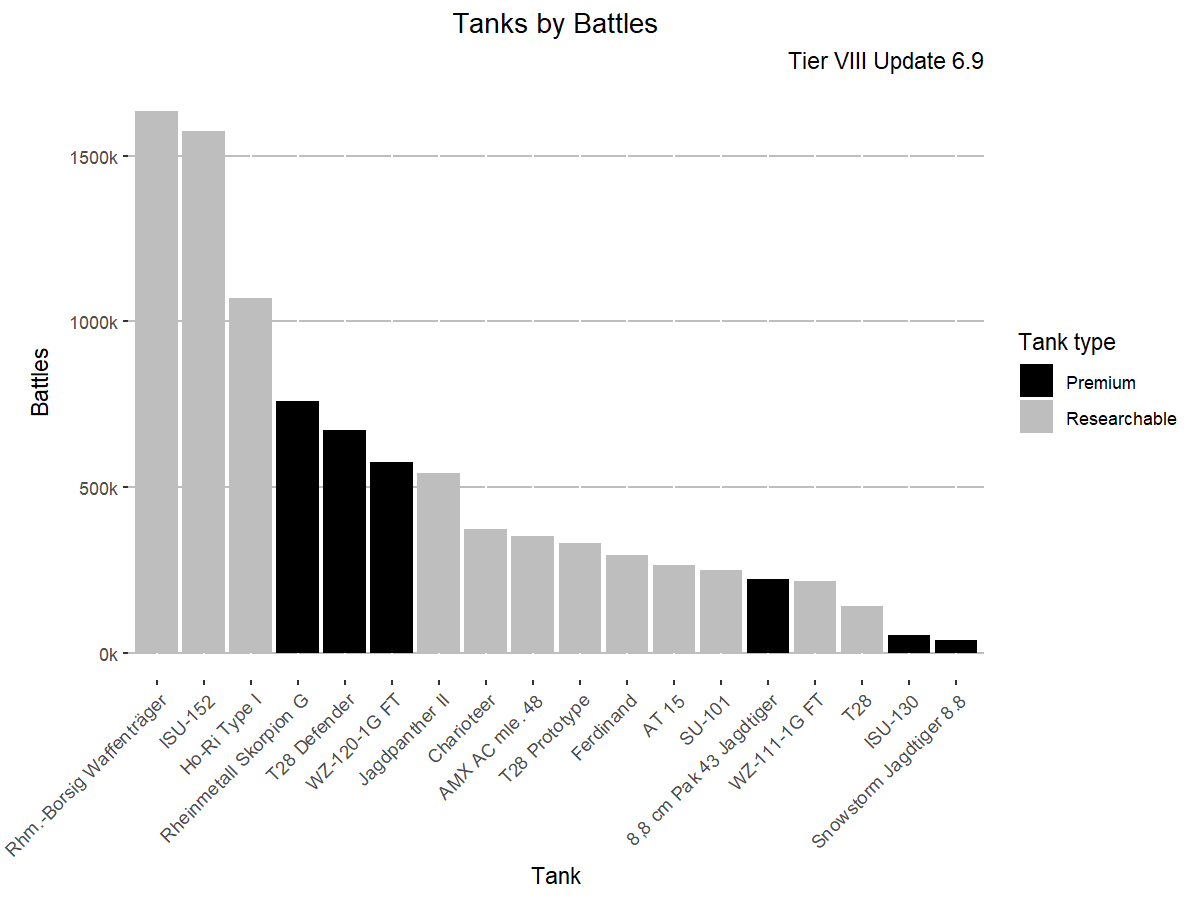 Tanks by Battles
Tier VIII Update 6.9
1500k
1000k
500k
0k
Battles
Rhm.-Borsig Waffenträger
ISU-152
Ho-Ri Type I
Rheinmetall Skorpion G
T28 Defender
WZ-120-1G FT
Jagdpanther II
Charioteer
AMX AC mle. 48
T28 Prototype
Ferdinand
AT 15
SU-101
8,8 cm Pak 43 Jagdtiger
WZ-111-1G FT
T28
ISU-130
Snowstorm Jagdtiger 8.8
Tank
Tank type
Premium
Researchable